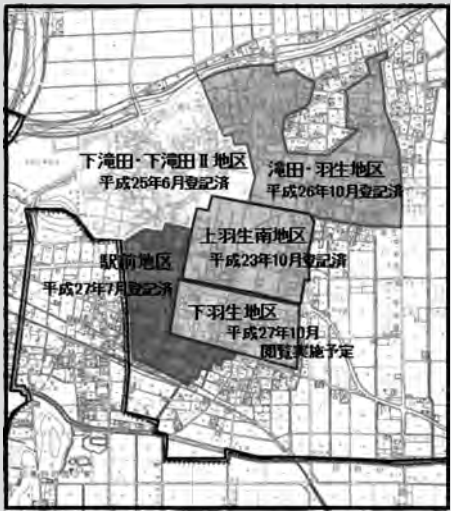 下滝田・下滝田Ⅱ地区
平成25年6月登記済
滝田・羽生地区
平成26年10月登記済
上羽生南地区
平成23年10月登記済
駅前地区
平成27年7月登記済
下羽生地区
平成27年10月
閲覧実施予定